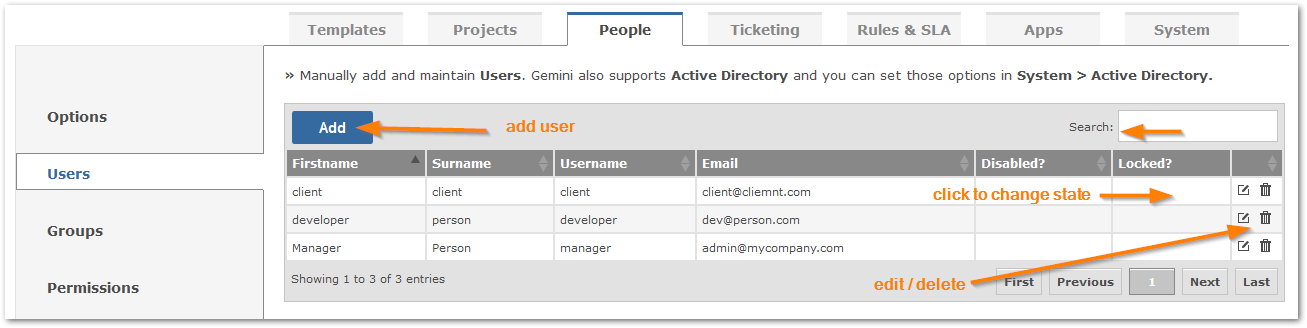 Templates Projects People Ticketing Rules & SLA Apps System
» Manually add and maintain Users. Gemini also supports Active Directory and you can set those options in System > Active Directory.
Options
Users
Groups
Permissions
Add add user Search:
Firstname Surname Username Email Disabled? Locked?
client client client client@cliemnt.com
click to change state
developer person developer dev@person.com
Manager Person manager admin@mycompany.com
Showing 1 to 3 of 3 entries
edit / delete
First Previous 1 Next Last